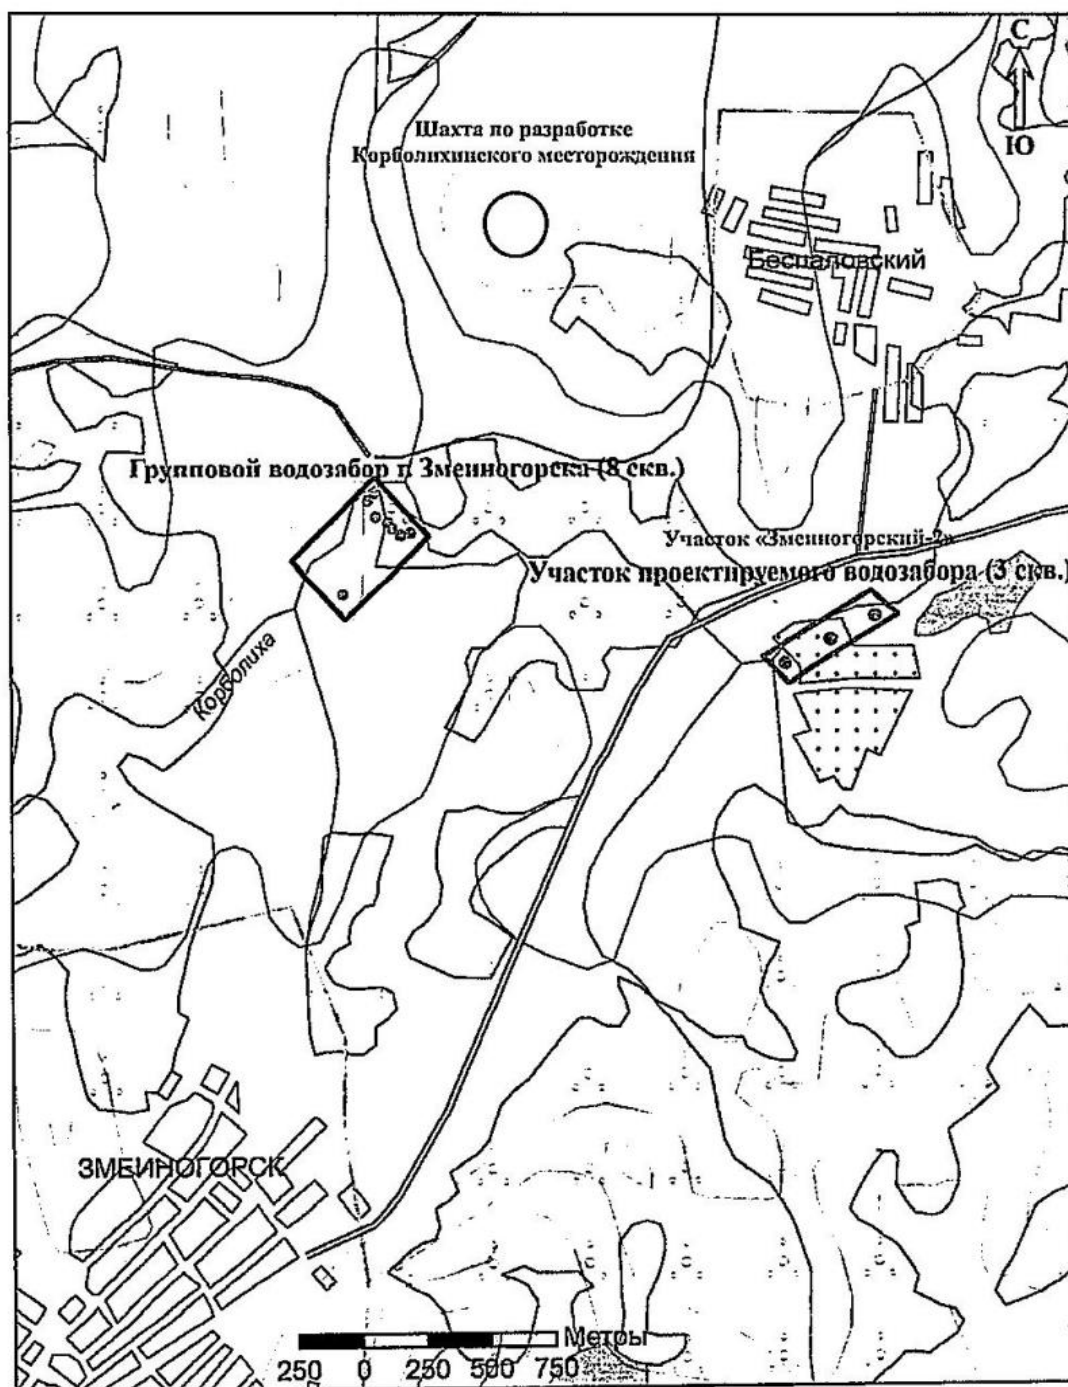 С
Ю
Шахта по разработке
Корболихинского месторождения
Беспаловский
Групповой водозабор г. Змеиногорска (8 скв.)
Участок «Змеиногорский-2»
Участок проектируемого водозабора (3 скв.)
Корболиха
ЗМЕИНОГОРСК
Метры
250 0 250 500 750